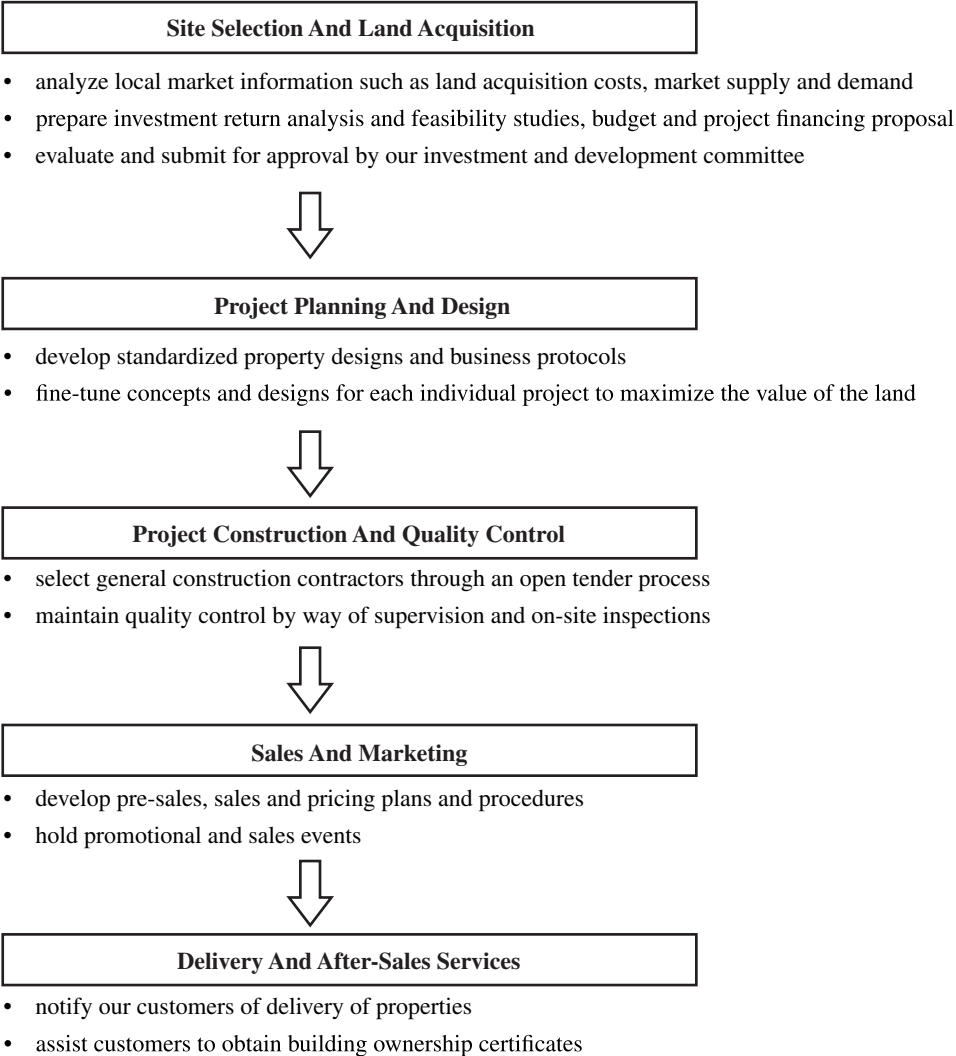 Site Selection And Land Acquisition
• analyze local market information such as land acquisition costs, market supply and demand
• prepare investment return analysis and feasibility studies, budget and project financing proposal
• evaluate and submit for approval by our investment and development committee
Project Planning And Design
• develop standardized property designs and business protocols
• fine-tune concepts and designs for each individual project to maximize the value of the land
Project Construction And Quality Control
• select general construction contractors through an open tender process
• maintain quality control by way of supervision and on-site inspections
Sales And Marketing
• develop pre-sales, sales and pricing plans and procedures
• hold promotional and sales events
Delivery And After-Sales Services
• notify our customers of delivery of properties
• assist customers to obtain building ownership certificates